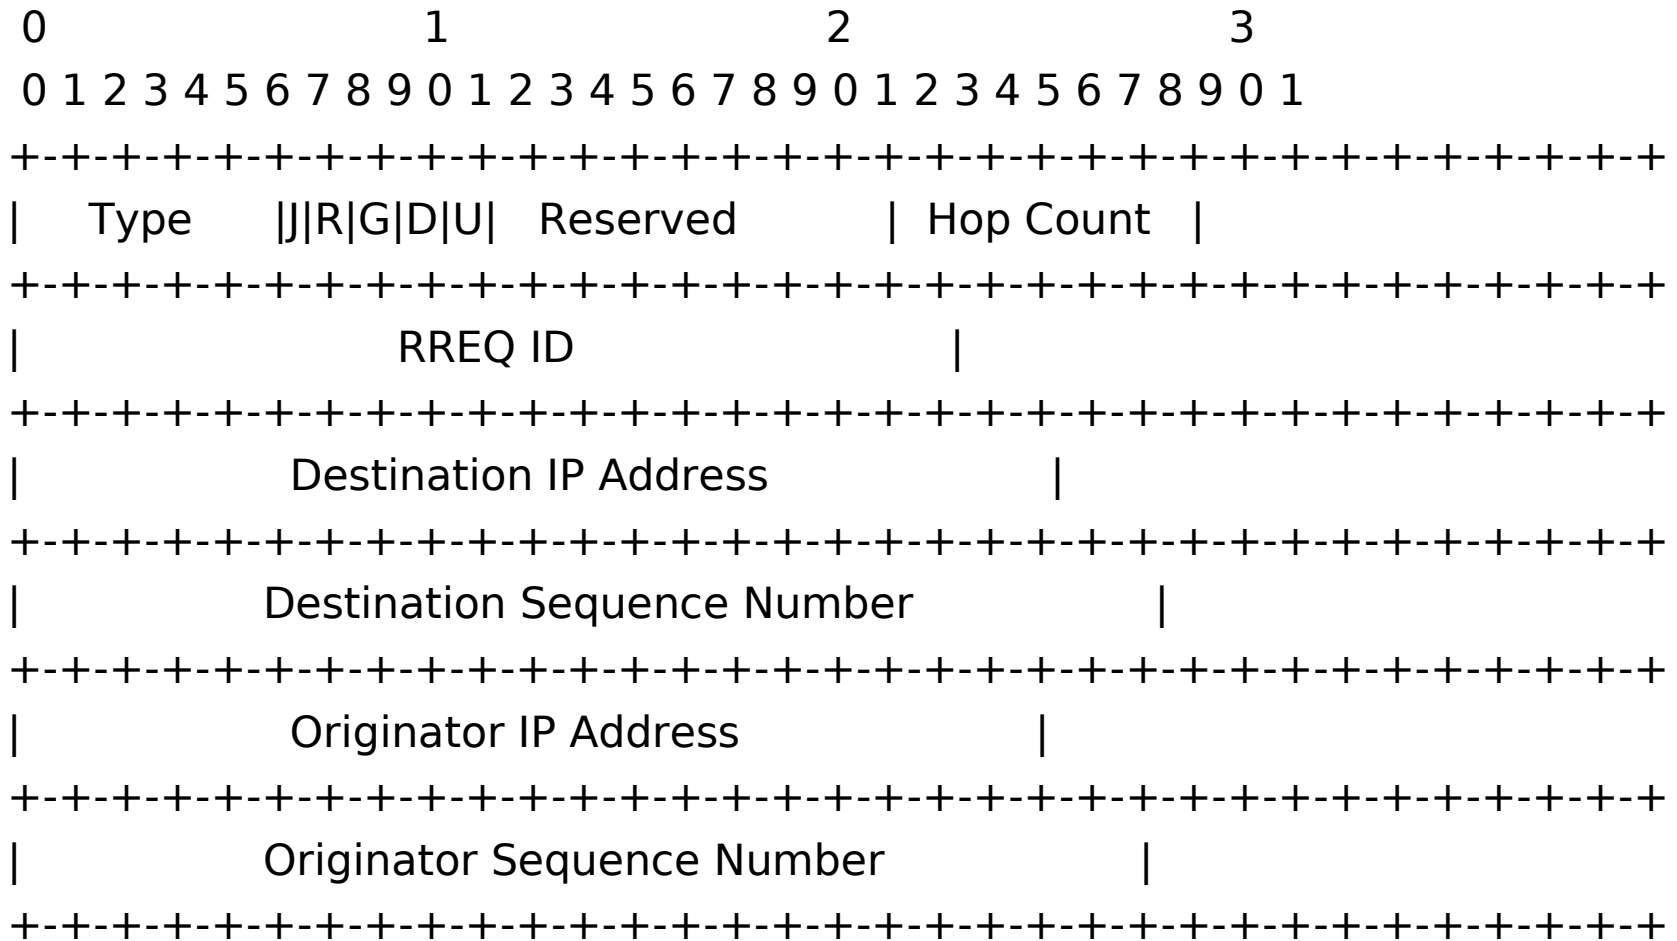 0                   1                   2                   3
0 1 2 3 4 5 6 7 8 9 0 1 2 3 4 5 6 7 8 9 0 1 2 3 4 5 6 7 8 9 0 1
+-+-+-+-+-+-+-+-+-+-+-+-+-+-+-+-+-+-+-+-+-+-+-+-+-+-+-+-+-+-+-+-+
|     Type      |J|R|G|D|U|   Reserved          |   Hop Count   |
+-+-+-+-+-+-+-+-+-+-+-+-+-+-+-+-+-+-+-+-+-+-+-+-+-+-+-+-+-+-+-+-+
|                            RREQ ID                            |
+-+-+-+-+-+-+-+-+-+-+-+-+-+-+-+-+-+-+-+-+-+-+-+-+-+-+-+-+-+-+-+-+
|                    Destination IP Address                     |
+-+-+-+-+-+-+-+-+-+-+-+-+-+-+-+-+-+-+-+-+-+-+-+-+-+-+-+-+-+-+-+-+
|                  Destination Sequence Number                  |
+-+-+-+-+-+-+-+-+-+-+-+-+-+-+-+-+-+-+-+-+-+-+-+-+-+-+-+-+-+-+-+-+
|                    Originator IP Address                      |
+-+-+-+-+-+-+-+-+-+-+-+-+-+-+-+-+-+-+-+-+-+-+-+-+-+-+-+-+-+-+-+-+
|                  Originator Sequence Number                   |
+-+-+-+-+-+-+-+-+-+-+-+-+-+-+-+-+-+-+-+-+-+-+-+-+-+-+-+-+-+-+-+-+